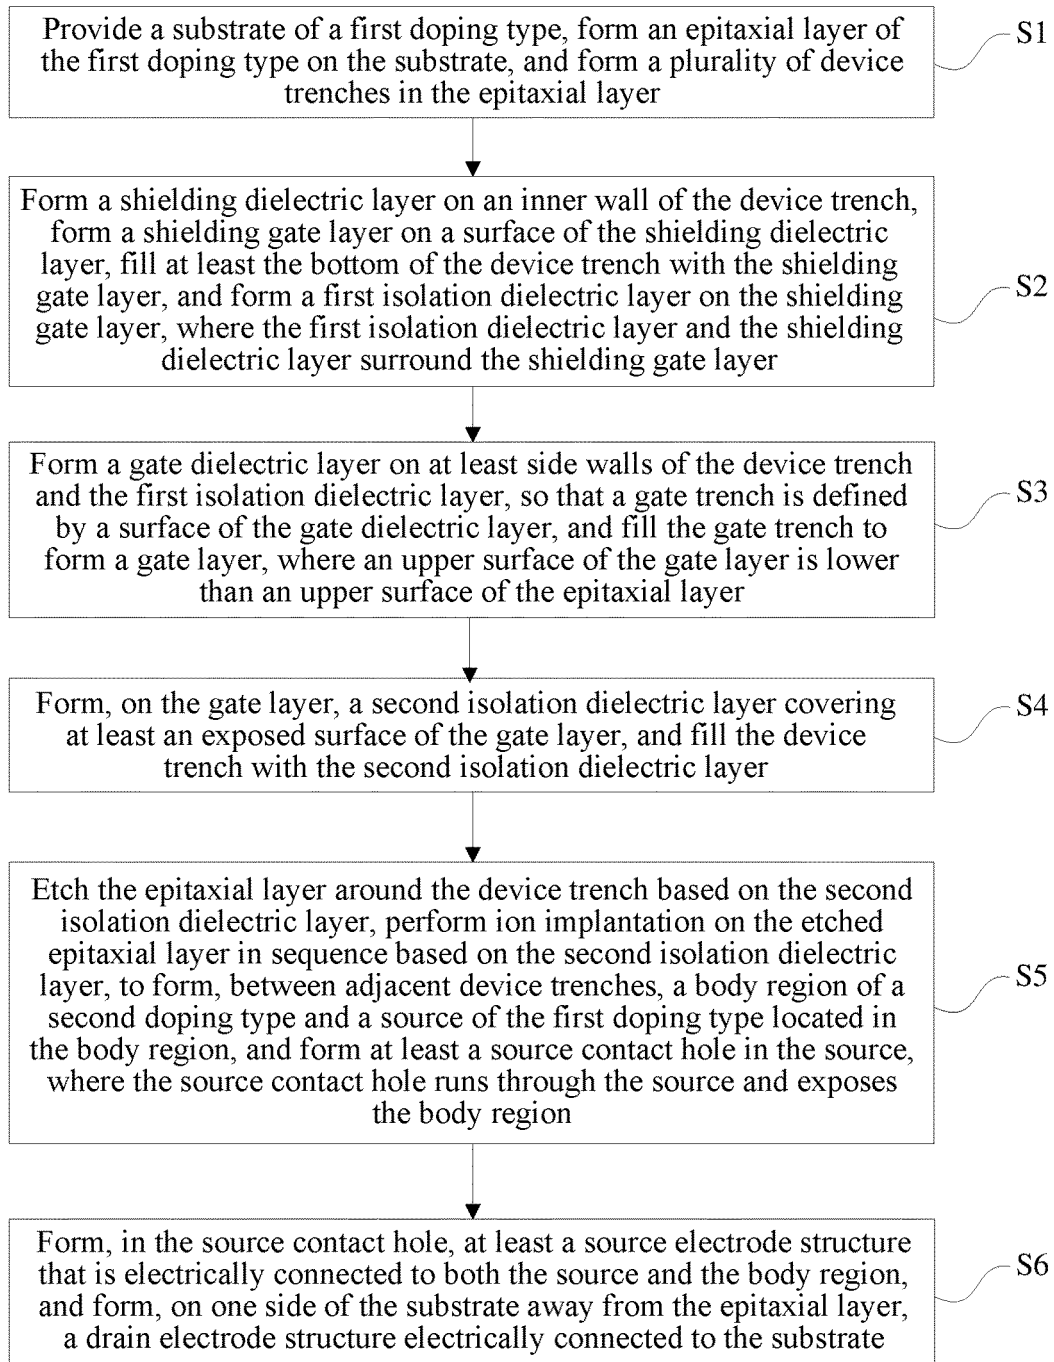 Provide a substrate of a first doping type, form an epitaxial layer of
the first doping type on the substrate, and form a plurality of device
trenches in the epitaxial layer
S1
Form a shielding dielectric layer on an inner wall of the device trench,
form a shielding gate layer on a surface of the shielding dielectric
layer, fill at least the bottom of the device trench with the shielding
gate layer, and form a first isolation dielectric layer on the shielding
gate layer, where the first isolation dielectric layer and the shielding
dielectric layer surround the shielding gate layer
S2
Form a gate dielectric layer on at least side walls of the device trench
and the first isolation dielectric layer, so that a gate trench is defined
by a surface of the gate dielectric layer, and fill the gate trench to
form a gate layer, where an upper surface of the gate layer is lower
than an upper surface of the epitaxial layer
S3
Form, on the gate layer, a second isolation dielectric layer covering
at least an exposed surface of the gate layer, and fill the device
trench with the second isolation dielectric layer
S4
Etch the epitaxial layer around the device trench based on the second
isolation dielectric layer, perform ion implantation on the etched
epitaxial layer in sequence based on the second isolation dielectric
layer, to form, between adjacent device trenches, a body region of a
second doping type and a source of the first doping type located in
the body region, and form at least a source contact hole in the source,
where the source contact hole runs through the source and exposes
the body region
S5
Form, in the source contact hole, at least a source electrode structure
that is electrically connected to both the source and the body region,
and form, on one side of the substrate away from the epitaxial layer,
a drain electrode structure electrically connected to the substrate
S6